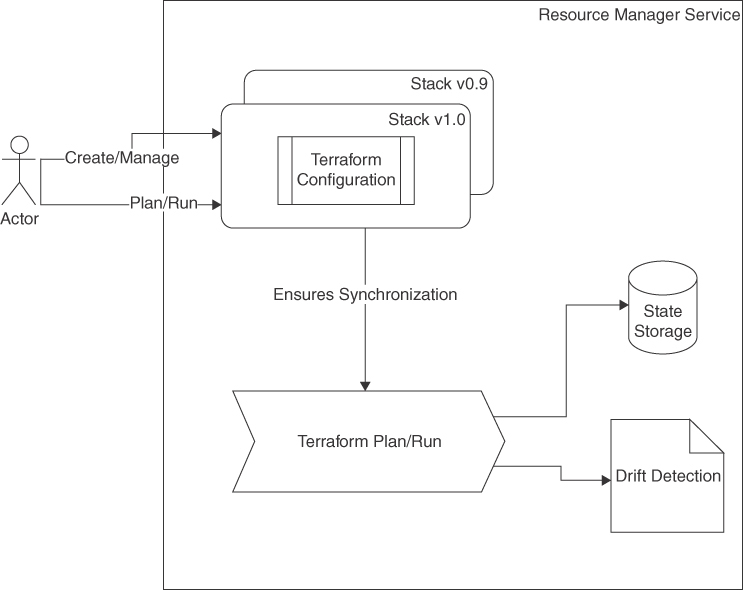 Resource Manager Service
Stack v0.9
Stack v1.0
Create/Manage
Terraform
Configuration
Plan/Run
Actor
Ensures Synchronization
State
Storage
Terraform Plan/Run
Drift Detection